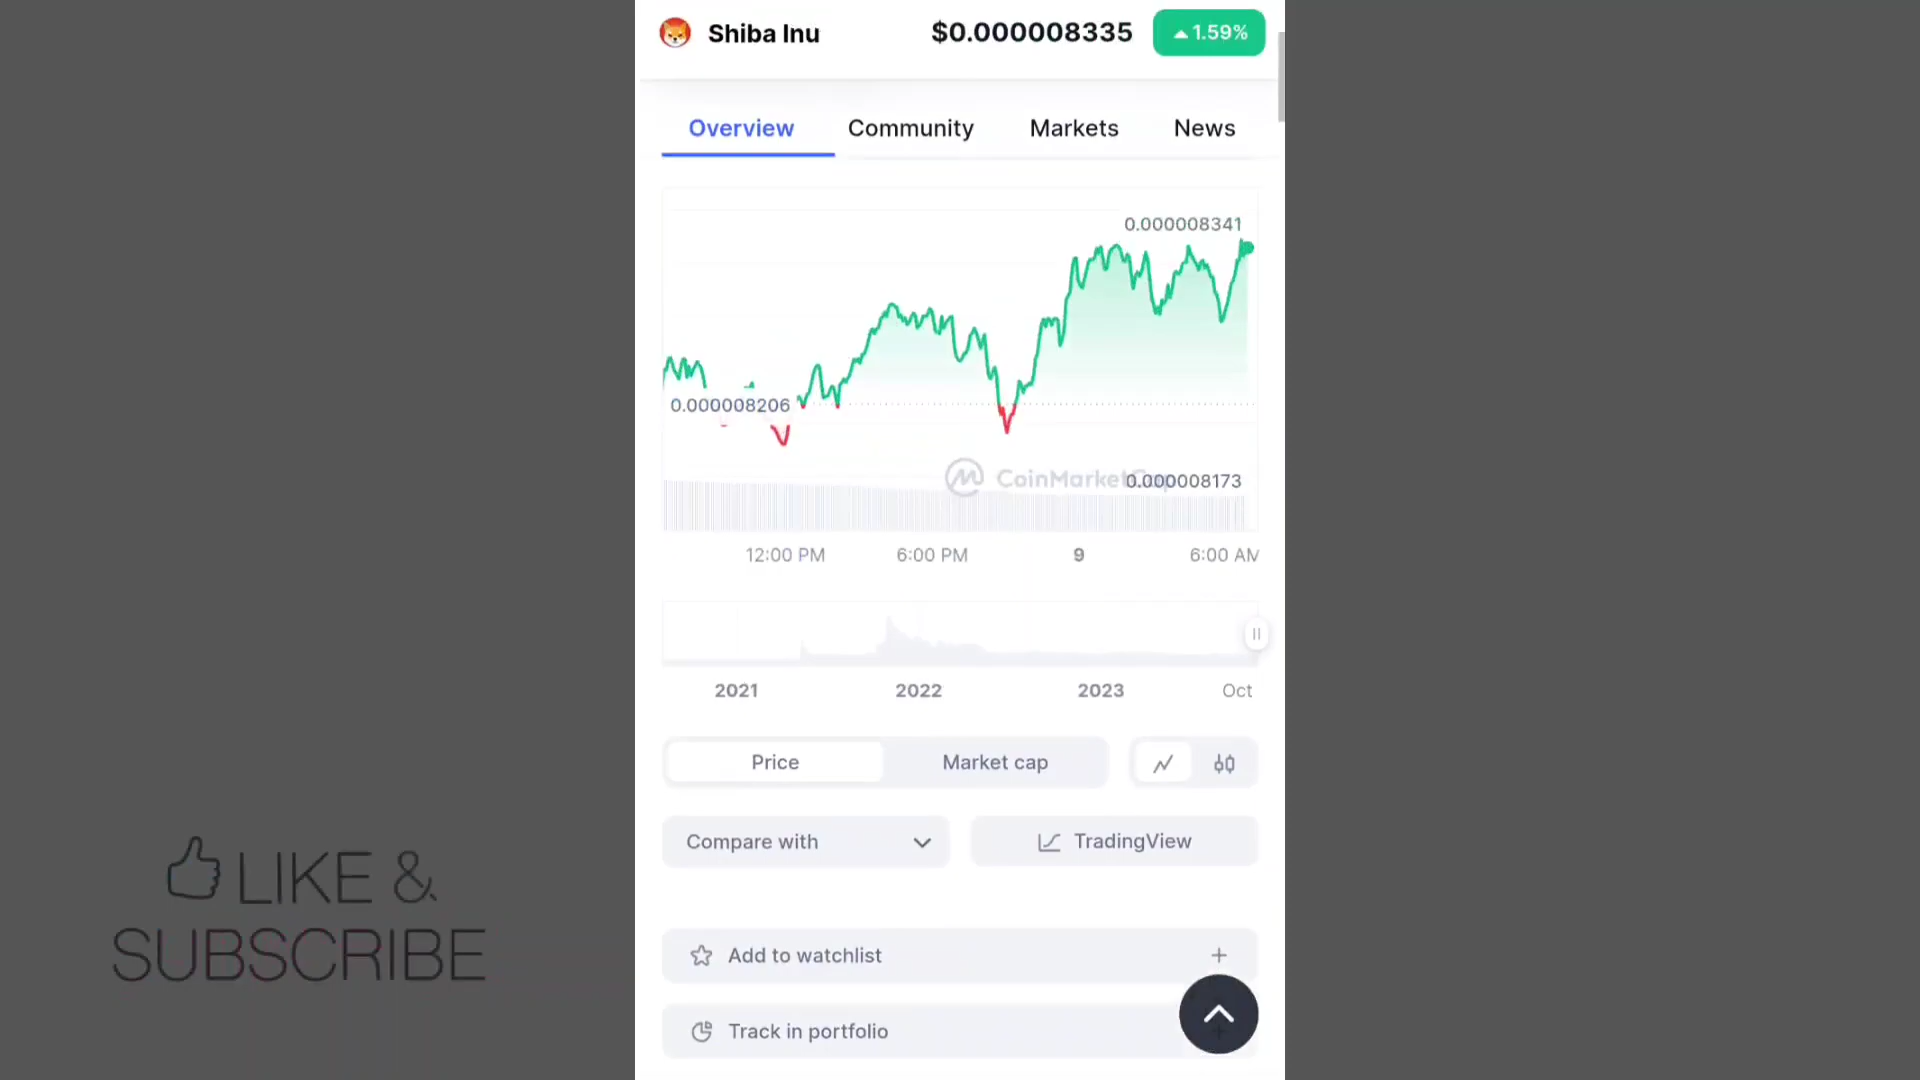 Shiba Inu $0.000008335 1.59%
Overview Community Markets News
0.000008341
0.000008206
CoinMarket
0.000008173
12:00 PM 6:00 PM 9 6:00 AM
2021 2022 2023 Oct
Price Market cap
Compare with TradingView
LIKE &
SUBSCRIBE
Add to watchlist
Track in portfolio